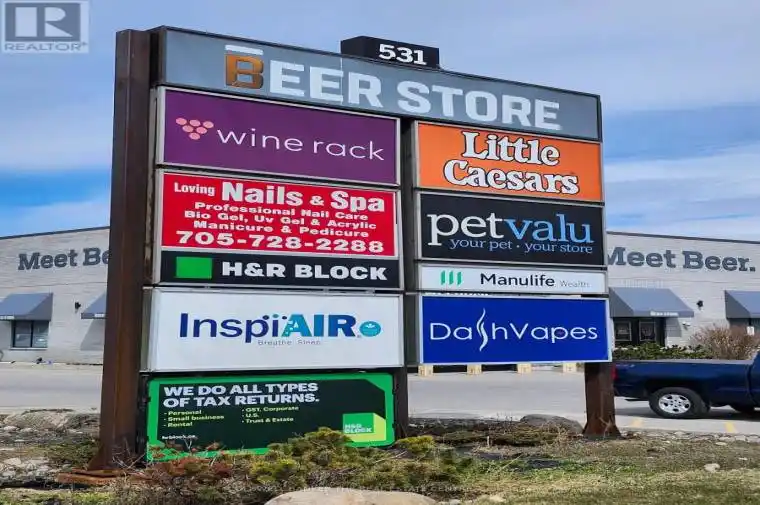 REALTOR®
531
BEER STORE
wine rack
Little
Caesars
Loving Nails & Spa
Professional Nail Care
Bio Gel, Uv Gel & Acrylic
Manicure & Pedicure
705-728-2288
petvalu
your pet · your store
H&R BLOCK
Manulife Wealth
InspiAIR
Breathe. Sleep.
DashVapes
WE DO ALL TYPES
OF TAX RETURNS.
- Personal
- Small business
- Rental
- GST, Corporate
- U.S.
- Trust & Estate
H&R
BLOCK
hrblock.ca
Meet Be
Meet Beer.